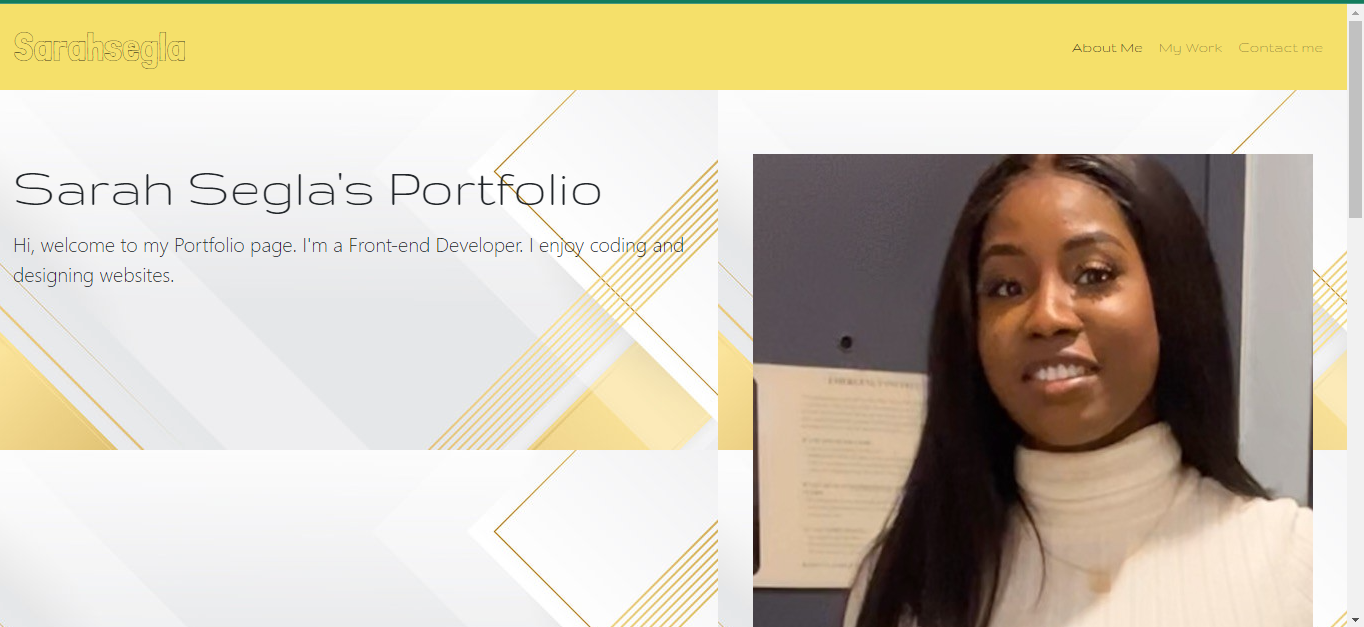 Sarahsegla
About Me My Work Contact me
Sarah Segla's Portfolio
Hi, welcome to my Portfolio page. I'm a Front-end Developer. I enjoy coding and
designing websites.